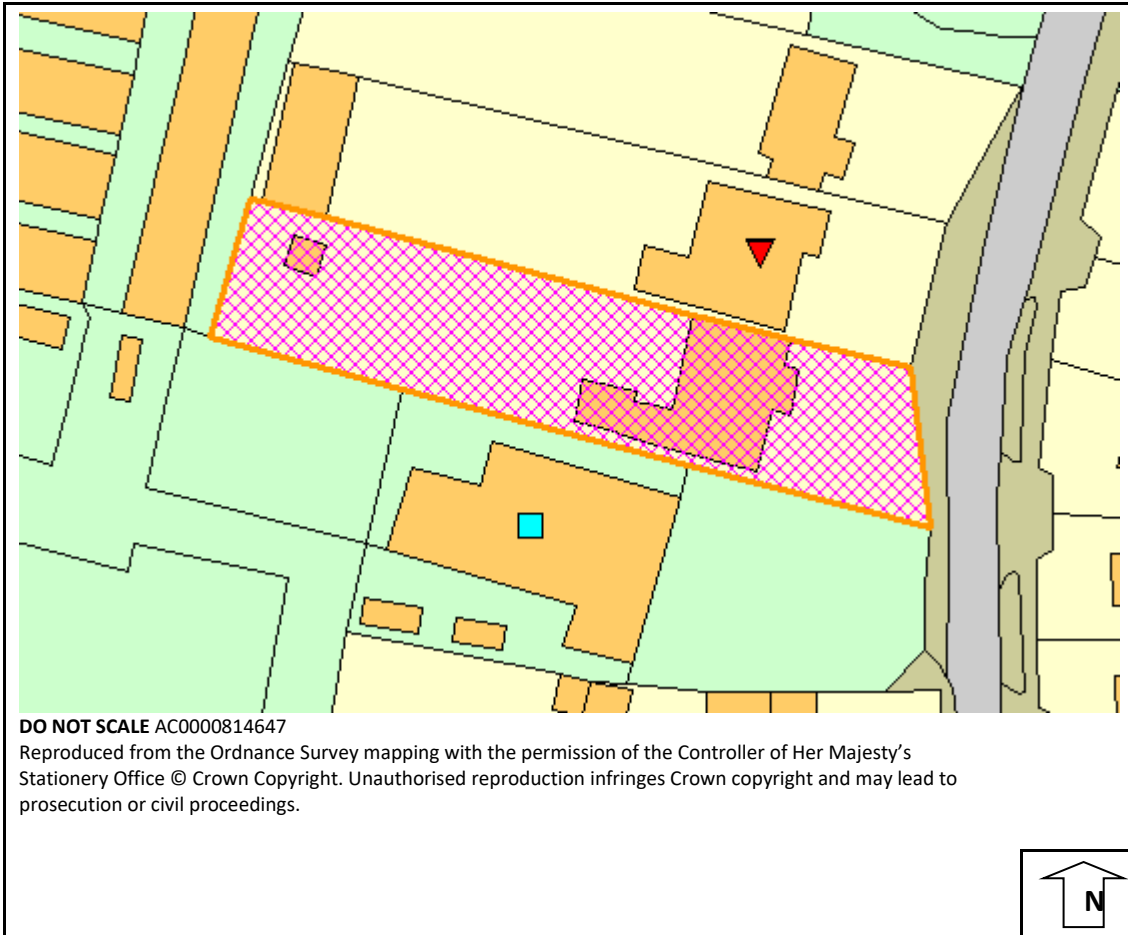 DO NOT SCALE AC0000814647
Reproduced from the Ordnance Survey mapping with the permission of the Controller of Her Majesty’s
Stationery Office © Crown Copyright. Unauthorised reproduction infringes Crown copyright and may lead to
prosecution or civil proceedings.
N